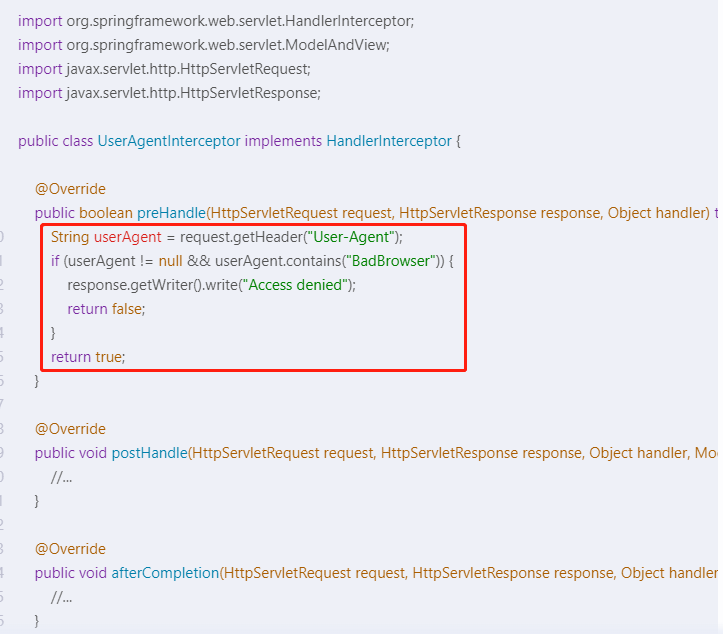 import org.springframework.web.servlet.HandlerInterceptor;
import org.springframework.web.servlet.ModelAndView;
import javax.servlet.http.HttpServletRequest;
import javax.servlet.http.HttpServletResponse;
public class UserAgentInterceptor implements HandlerInterceptor {
@Override
public boolean preHandle(HttpServletRequest request, HttpServletResponse response, Object handler)
String userAgent = request.getHeader("User-Agent");
if (userAgent != null && userAgent.contains("BadBrowser")) {
response.getWriter().write("Access denied");
return false;
}
return true;
}
@Override
public void postHandle(HttpServletRequest request, HttpServletResponse response, Object handler,
//...
}
@Override
public void afterCompletion(HttpServletRequest request, HttpServletResponse response, Object handler
//...
}